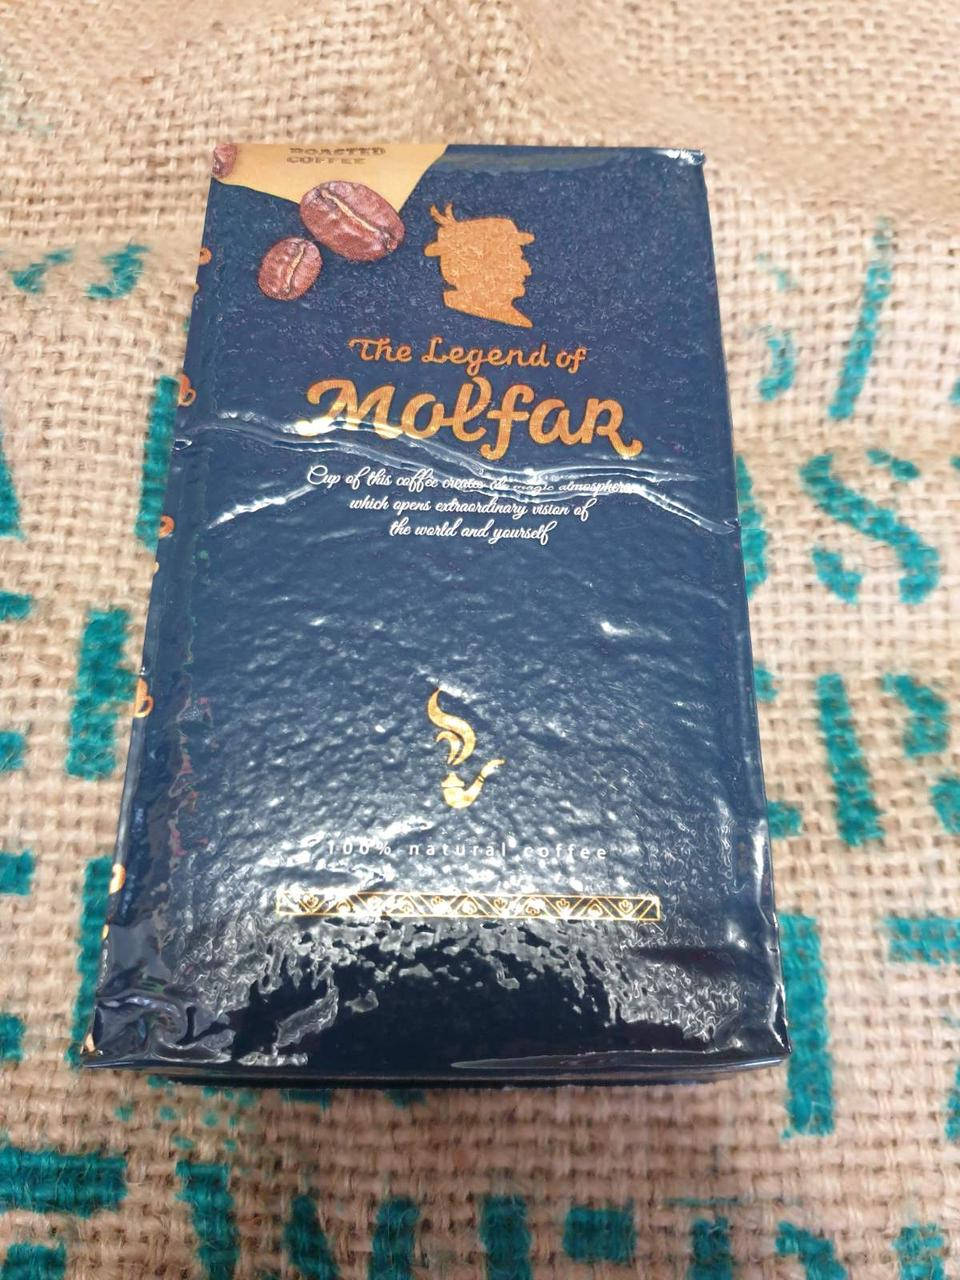 ROASTED
COFFEE
The Legend of
Molfar
Cup of this coffee creates the magic atmosphere
which opens extraordinary vision of
the world and yourself
100% natural coffee